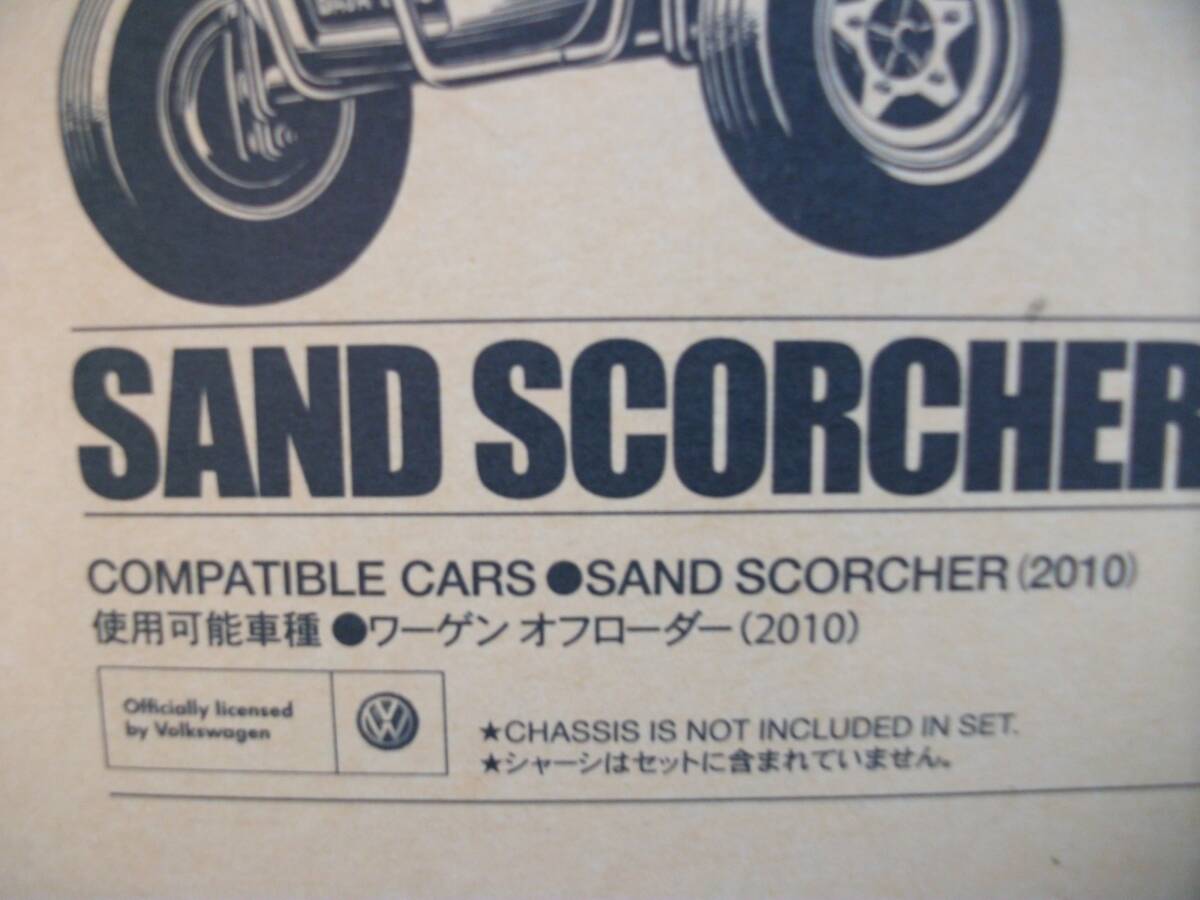 SAND SCORCHER
COMPATIBLE CARS ●SAND SCORCHER (2010)
使用可能車種 ●ワーゲン オフローダー (2010)
Officially licensed
by Volkswagen
★CHASSIS IS NOT INCLUDED IN SET.
★シャーシはセットに含まれていません。